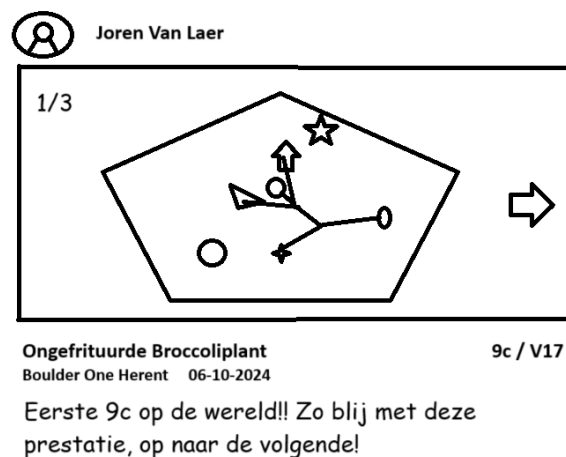 Joren Van Laer
1/3
Ongefrituurde Broccoliplant 9c / V17
Boulder One Herent 06-10-2024
Eerste 9c op de wereld!! Zo blij met deze
prestatie, op naar de volgende!